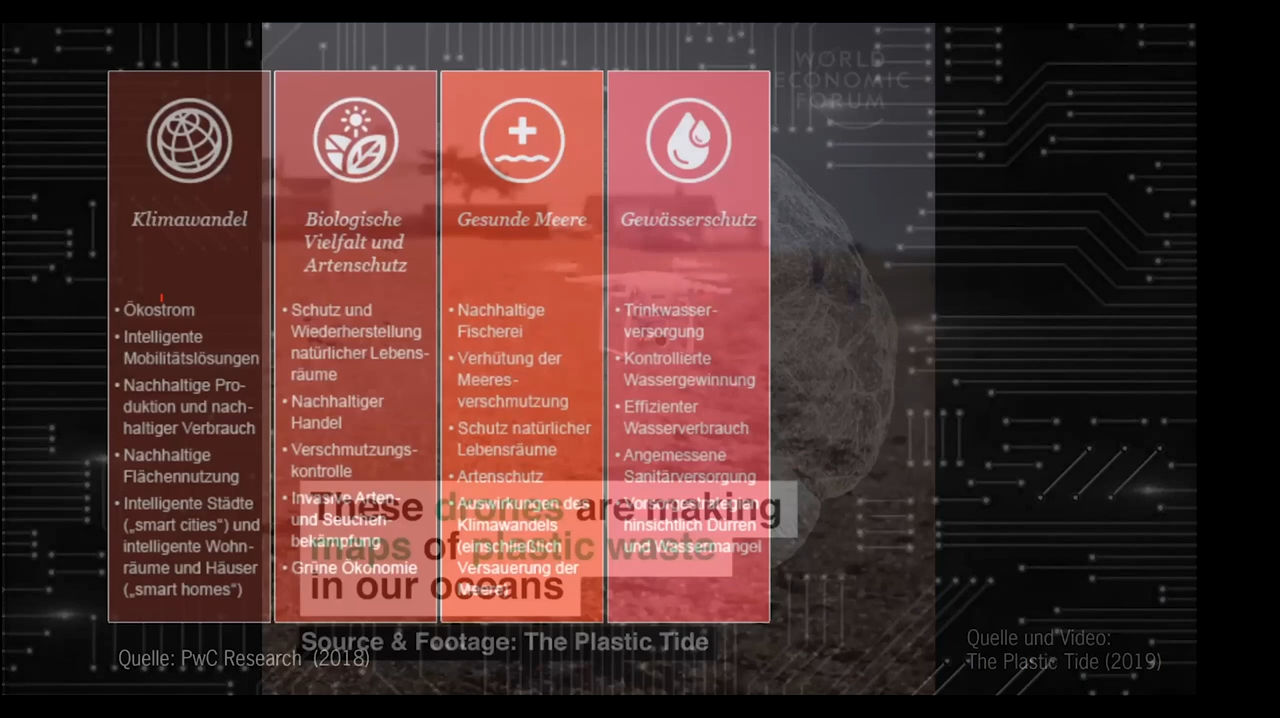 WORLD
ECONOMIC
FORUM
Klimawandel
• Ökostrom
• Intelligente
Mobilitätslösungen
• Nachhaltige Pro-
duktion und nach-
haltiger Verbrauch
• Nachhaltige
Flächennutzung
• Intelligente Städte
(„smart cities“) und
intelligente Wohn-
räume und Häuser
(„smart homes“)
Biologische
Vielfalt und
Artenschutz
• Schutz und
Wiederherstellung
natürlicher Lebens-
räume
• Nachhaltiger
Handel
• Verschmutzungs-
kontrolle
• Invasive Arten-
und Seuchen-
bekämpfung
• Grüne Ökonomie
Gesunde Meere
• Nachhaltige
Fischerei
• Verhütung der
Meeres-
verschmutzung
• Schutz natürlicher
Lebensräume
• Artenschutz
• Auswirkungen des
Klimawandels
(einschließlich
Versauerung der
Meere)
Gewässerschutz
• Trinkwasser-
versorgung
• Kontrollierte
Wassergewinnung
• Effizienter
Wasserverbrauch
• Angemessene
Sanitärversorgung
• Vorsorgestrategien
hinsichtlich Dürren
und Wassermangel
These drones are making
maps of plastic waste
in our oceans
Source & Footage: The Plastic Tide
Quelle: PwC Research (2018)
Quelle und Video:
The Plastic Tide (2019)